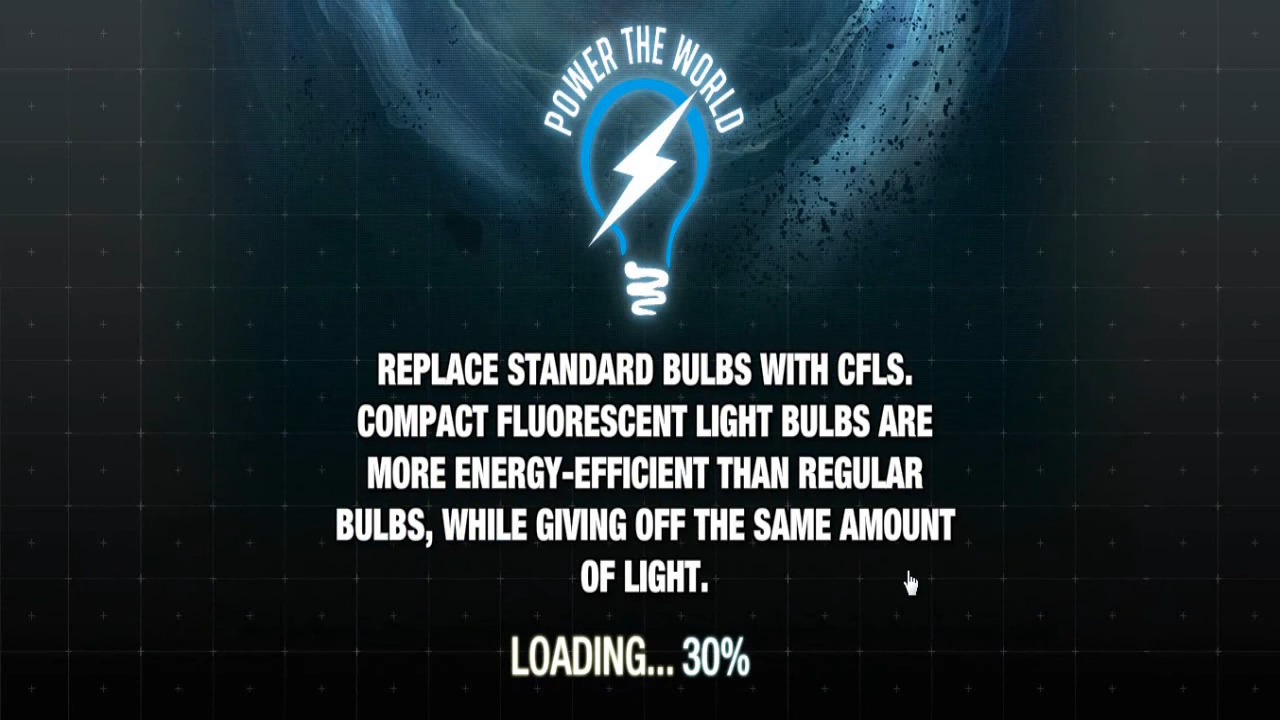 POWER THE WORLD
REPLACE STANDARD BULBS WITH CFLS.
COMPACT FLUORESCENT LIGHT BULBS ARE
MORE ENERGY-EFFICIENT THAN REGULAR
BULBS, WHILE GIVING OFF THE SAME AMOUNT
OF LIGHT.
LOADING... 30%